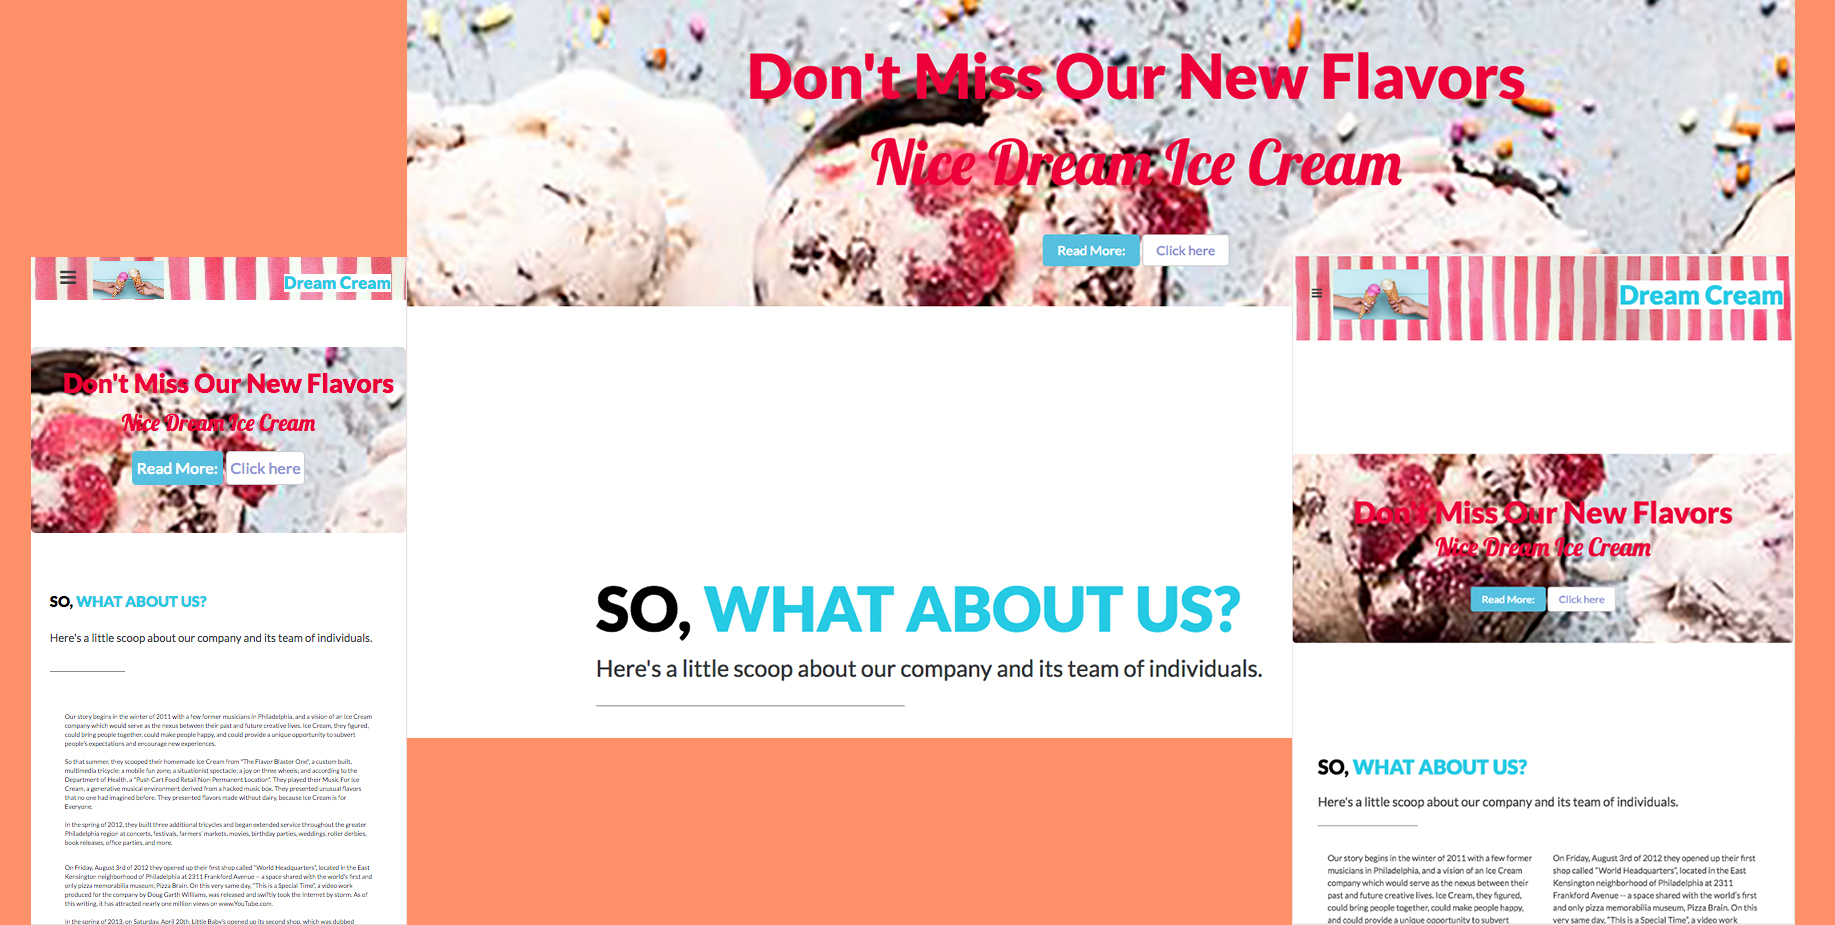 Don't Miss Our New Flavors
Nice Dream Ice Cream
Read More: Click here
SO, WHAT ABOUT US?
Here's a little scoop about our company and its team of individuals.
Dream Cream
Don't Miss Our New Flavors
Nice Dream Ice Cream
Read More: Click here
SO, WHAT ABOUT US?
Here's a little scoop about our company and its team of individuals.
Our story begins in the winter of 2011 with a few former musicians in Philadelphia, and a vision of an Ice Cream
company which would serve as the nexus between their past and future creative lives. Ice Cream, they figured,
could bring people together, could make people happy, and could provide a unique opportunity to subvert
people's expectations and encourage new experiences.
So that summer, they scooped their homemade Ice Cream from "The Flavor Blaster One", a custom built,
multimedia tricycle: a mobile fun zone; a situationist spectacle; a joy on three wheels; and according to the
Department of Health, a "Push Cart Food Retail Non-Permanent Location". They played their Music For Ice
Cream, a generative musical environment derived from a hacked music box. They presented unusual flavors
that no one had imagined before. They presented flavors made without dairy, because Ice Cream is for
Everyone.
In the spring of 2012, they built three additional tricycles and began extended service throughout the greater
Philadelphia region at concerts, festivals, farmers' markets, movies, birthday parties, weddings, roller derbies,
book releases, office parties, and more.
On Friday, August 3rd of 2012 they opened up their first shop called "World Headquarters", located in the East
Kensington neighborhood of Philadelphia at 2311 Frankford Avenue -- a space shared with the world's first and
only pizza memorabilia museum, Pizza Brain. On this very same day, "This is a Special Time", a video work
produced for the company by Doug Garth Williams, was released and swiftly took the Internet by storm. As of
this writing, it has attracted nearly one million views on www.YouTube.com.
In the spring of 2013, on Saturday, April 20th, Little Baby's opened up its second shop, which was dubbed
Dream Cream
Don't Miss Our New Flavors
Nice Dream Ice Cream
Read More: Click here
SO, WHAT ABOUT US?
Here's a little scoop about our company and its team of individuals.
Our story begins in the winter of 2011 with a few former
musicians in Philadelphia, and a vision of an Ice Cream
company which would serve as the nexus between their
past and future creative lives. Ice Cream, they figured,
could bring people together, could make people happy,
and could provide a unique opportunity to subvert
On Friday, August 3rd of 2012 they opened up their first
shop called "World Headquarters", located in the East
Kensington neighborhood of Philadelphia at 2311
Frankford Avenue -- a space shared with the world's first
and only pizza memorabilia museum, Pizza Brain. On this
very same day, "This is a Special Time", a video work